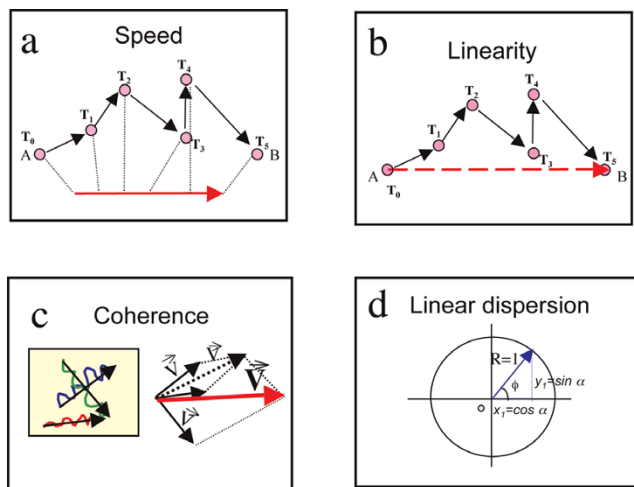 a
Speed
T0
T1
T2
T3
T4
T5
A
B
b
Linearity
T0
T1
T2
T3
T4
T5
A
B
c
Coherence
V
V
V
V
d
Linear dispersion
R=1
ϕ
y1=sin α
x1=cos α
o